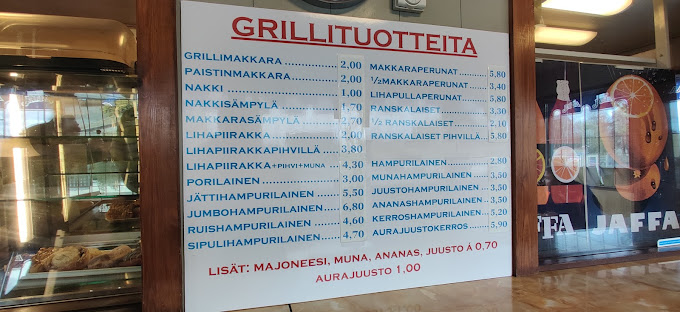 GRILLITUOTTEITA
GRILLIMAKKARA 2,00
PAISTINMAKKARA 2,00
NAKKI 1,00
NAKKISÄMPYLÄ 1,70
MAKKARASÄMPYLÄ 2,70
LIHAPIIRAKKA 2,00
LIHAPIIRAKKAPIHVILLÄ 3,80
LIHAPIIRAKKA+PIHVI+MUNA 4,30
PORILAINEN 3,00
JÄTTIHAMPURILAINEN 5,50
JUMBOHAMPURILAINEN 6,80
RUISHAMPURILAINEN 4,60
SIPULIHAMPURILAINEN 4,70
MAKKARAPERUNAT 5,80
½MAKKARAPERUNAT 3,40
LIHAPULLAPERUNAT 5,80
RANSKALAISET 3,30
½ RANSKALAISET 2,10
RANSKALAISET PIHVILLÄ 5,80
HAMPURILAINEN 2,80
MUNAHAMPURILAINEN 3,50
JUUSTOHAMPURILAINEN 3,50
ANANASHAMPURILAINEN 3,50
KERROSHAMPURILAINEN 5,20
AURAJUUSTOKERROS 5,90
LISÄT: MAJONEESI, MUNA, ANANAS, JUUSTO Á 0,70
AURAJUUSTO 1,00
FFA JAFFA